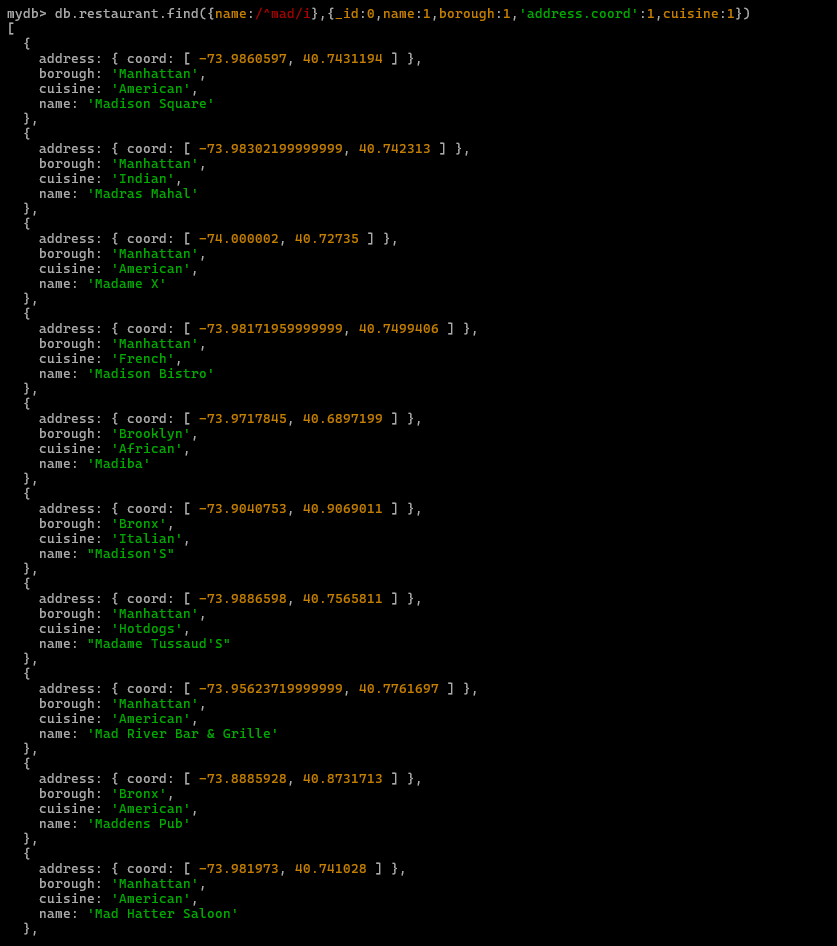 mydb> db.restaurant.find({name:/^mad/i},{_id:0,name:1,borough:1,'address.coord':1,cuisine:1})
[
  {
    address: { coord: [ -73.9860597, 40.7431194 ] },
    borough: 'Manhattan',
    cuisine: 'American',
    name: 'Madison Square'
  },
  {
    address: { coord: [ -73.98302199999999, 40.742313 ] },
    borough: 'Manhattan',
    cuisine: 'Indian',
    name: 'Madras Mahal'
  },
  {
    address: { coord: [ -74.000002, 40.72735 ] },
    borough: 'Manhattan',
    cuisine: 'American',
    name: 'Madame X'
  },
  {
    address: { coord: [ -73.98171959999999, 40.7499406 ] },
    borough: 'Manhattan',
    cuisine: 'French',
    name: 'Madison Bistro'
  },
  {
    address: { coord: [ -73.9717845, 40.6897199 ] },
    borough: 'Brooklyn',
    cuisine: 'African',
    name: 'Madiba'
  },
  {
    address: { coord: [ -73.9040753, 40.9069011 ] },
    borough: 'Bronx',
    cuisine: 'Italian',
    name: "Madison'S"
  },
  {
    address: { coord: [ -73.9886598, 40.7565811 ] },
    borough: 'Manhattan',
    cuisine: 'Hotdogs',
    name: "Madame Tussaud'S"
  },
  {
    address: { coord: [ -73.95623719999999, 40.7761697 ] },
    borough: 'Manhattan',
    cuisine: 'American',
    name: 'Mad River Bar & Grille'
  },
  {
    address: { coord: [ -73.8885928, 40.8731713 ] },
    borough: 'Bronx',
    cuisine: 'American',
    name: 'Maddens Pub'
  },
  {
    address: { coord: [ -73.981973, 40.741028 ] },
    borough: 'Manhattan',
    cuisine: 'American',
    name: 'Mad Hatter Saloon'
  },